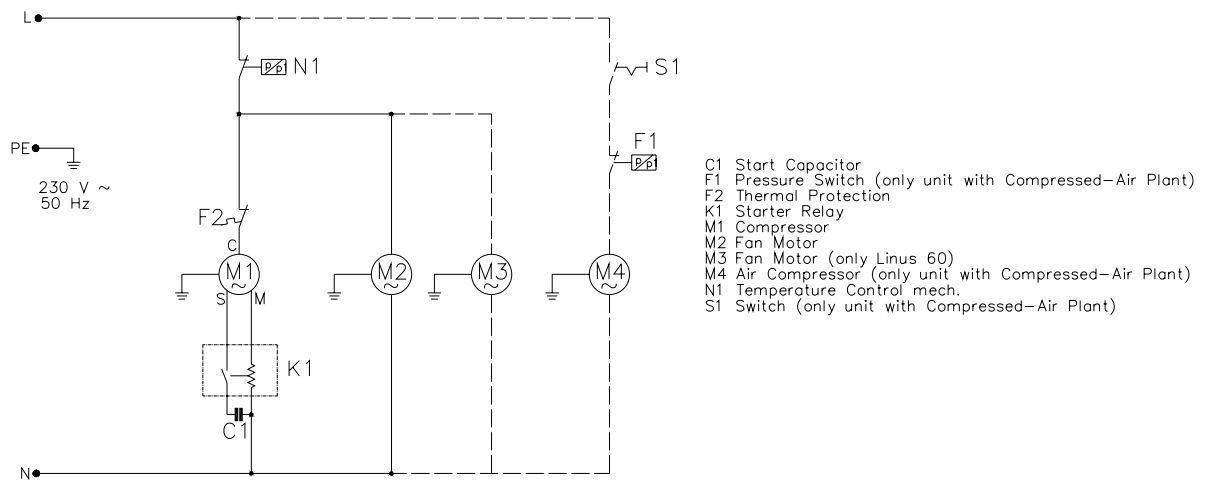 L
N1
P p1
S1
F1
P p1
PE
230 V ~
50 Hz
F2
C
M1
~
M2
~
M3
~
M4
~
S
M
K1
C1
N
C1 Start Capacitor
F1 Pressure Switch (only unit with Compressed-Air Plant)
F2 Thermal Protection
K1 Starter Relay
M1 Compressor
M2 Fan Motor
M3 Fan Motor (only Linus 60)
M4 Air Compressor (only unit with Compressed-Air Plant)
N1 Temperature Control mech.
S1 Switch (only unit with Compressed-Air Plant)